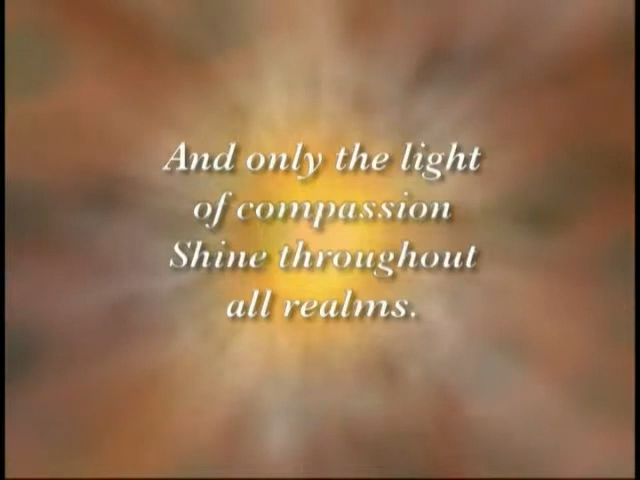 And only the light
of compassion
Shine throughout
all realms.